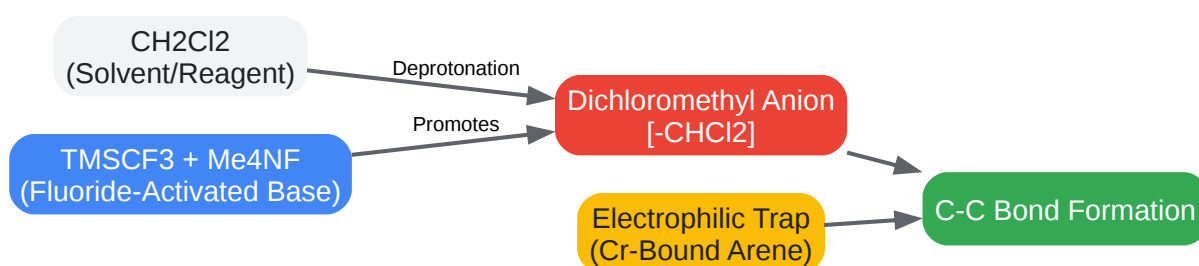 CH2Cl2
(Solvent/Reagent)
Deprotonation
TMSCF3 + Me4NF
(Fluoride-Activated Base)
Promotes
Dichloromethyl Anion
[-CHCl2]
Electrophilic Trap
(Cr-Bound Arene)
C-C Bond Formation